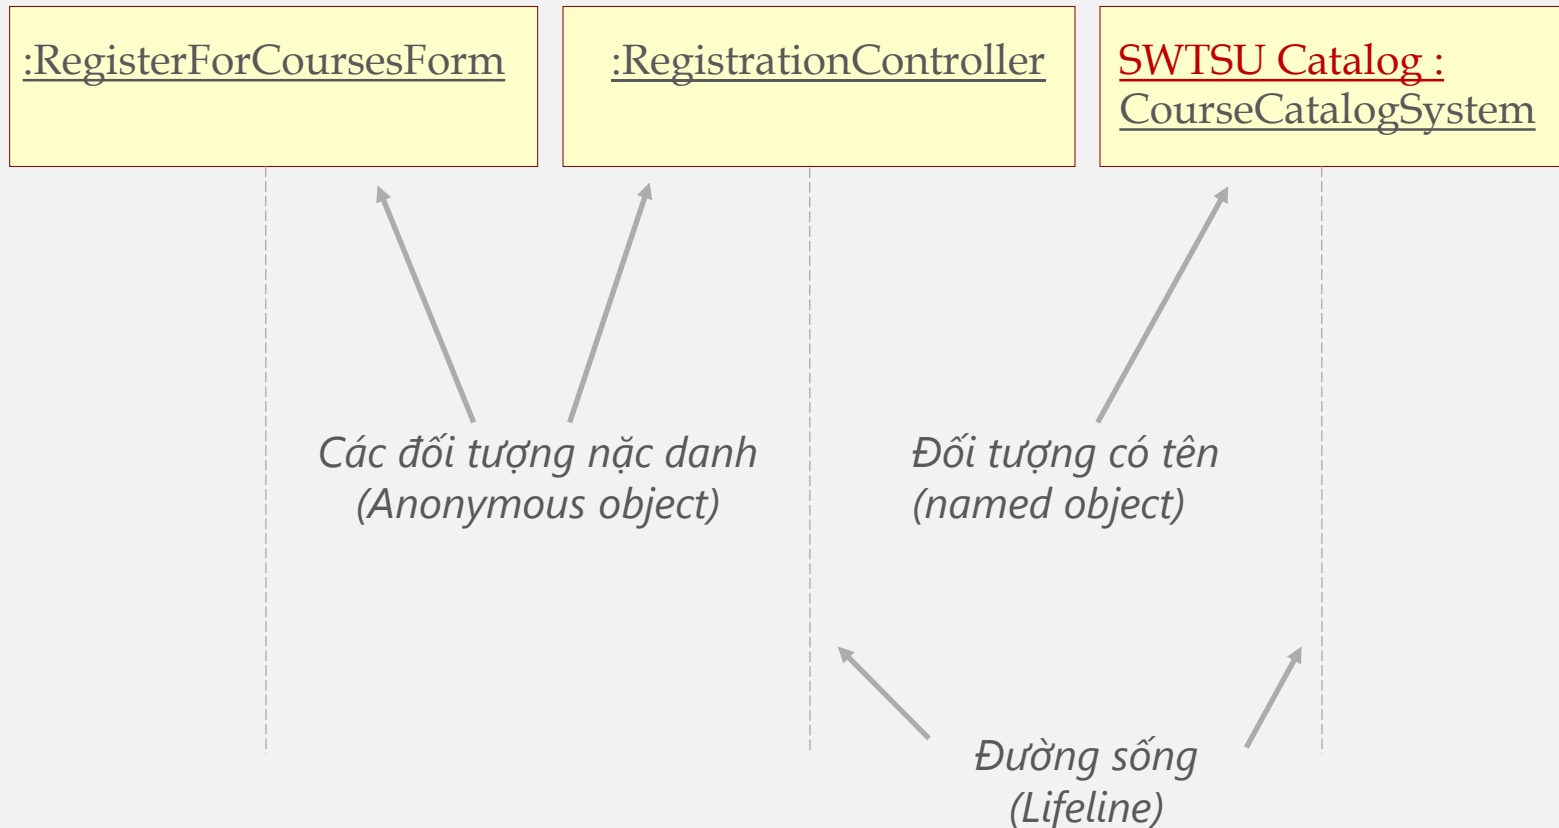 :RegisterForCoursesForm
:RegistrationController
SWTSU Catalog :
CourseCatalogSystem
Các đối tượng nặc danh
(Anonymous object)
Đối tượng có tên
(named object)
Đường sống
(Lifeline)